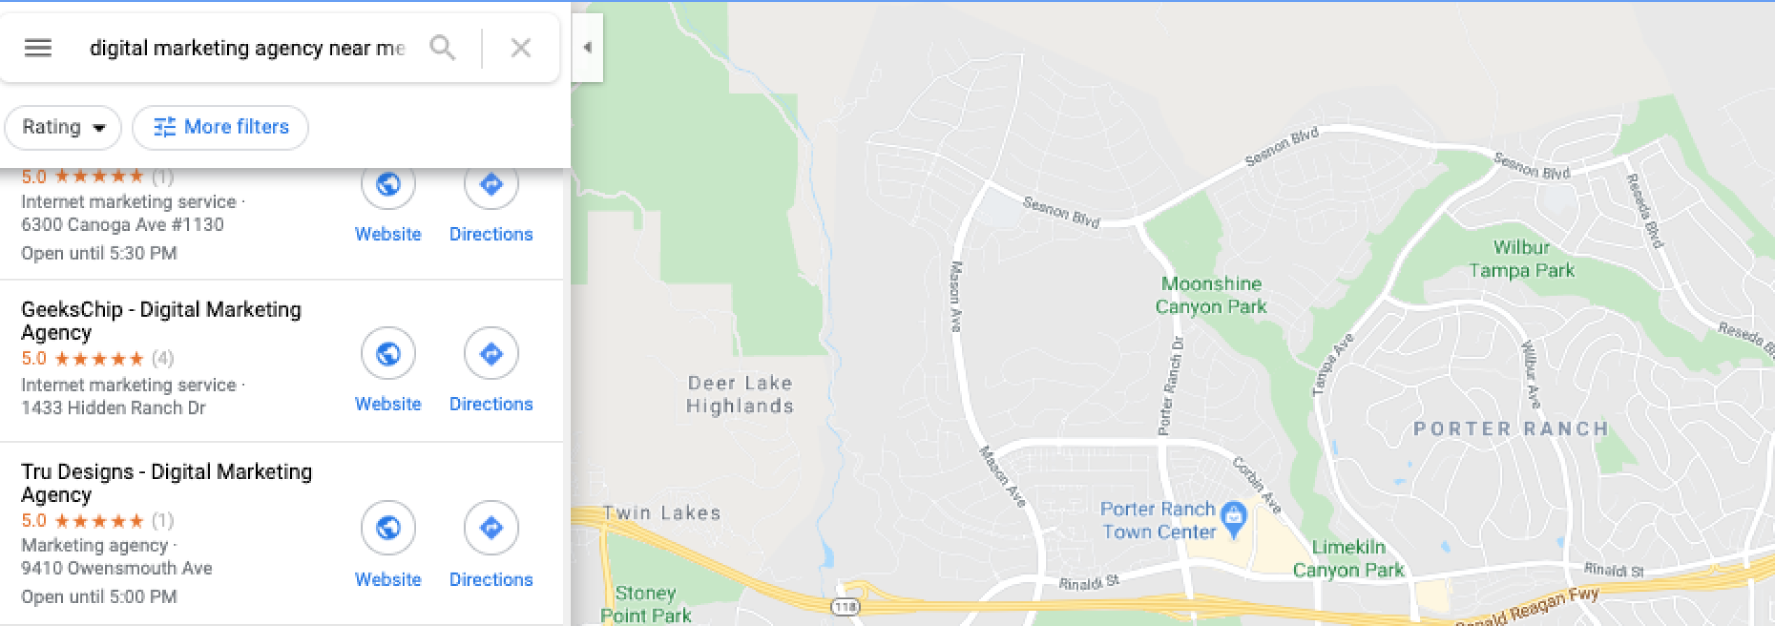 digital marketing agency near me
Rating
More filters
5.0 (1)
Internet marketing service ·
6300 Canoga Ave #1130
Open until 5:30 PM
Website
Directions
GeeksChip - Digital Marketing
Agency
5.0 (4)
Internet marketing service ·
1433 Hidden Ranch Dr
Website
Directions
Tru Designs - Digital Marketing
Agency
5.0 (1)
Marketing agency ·
9410 Owensmouth Ave
Open until 5:00 PM
Website
Directions
Sesnon Blvd
Sesnon Blvd
Sesnon Blvd
Reseda Blvd
Wilbur
Tampa Park
Moonshine
Canyon Park
Mason Ave
Reseda
Tampa Ave
Wilbur Ave
Porter Ranch Dr
Deer Lake
Highlands
PORTER RANCH
Mason Ave
Corbin Ave
Twin Lakes
Porter Ranch
Town Center
Limekiln
Canyon Park
Rinaldi St
Rinaldi St
Stoney
Point Park
118
onald Reagan Fwy